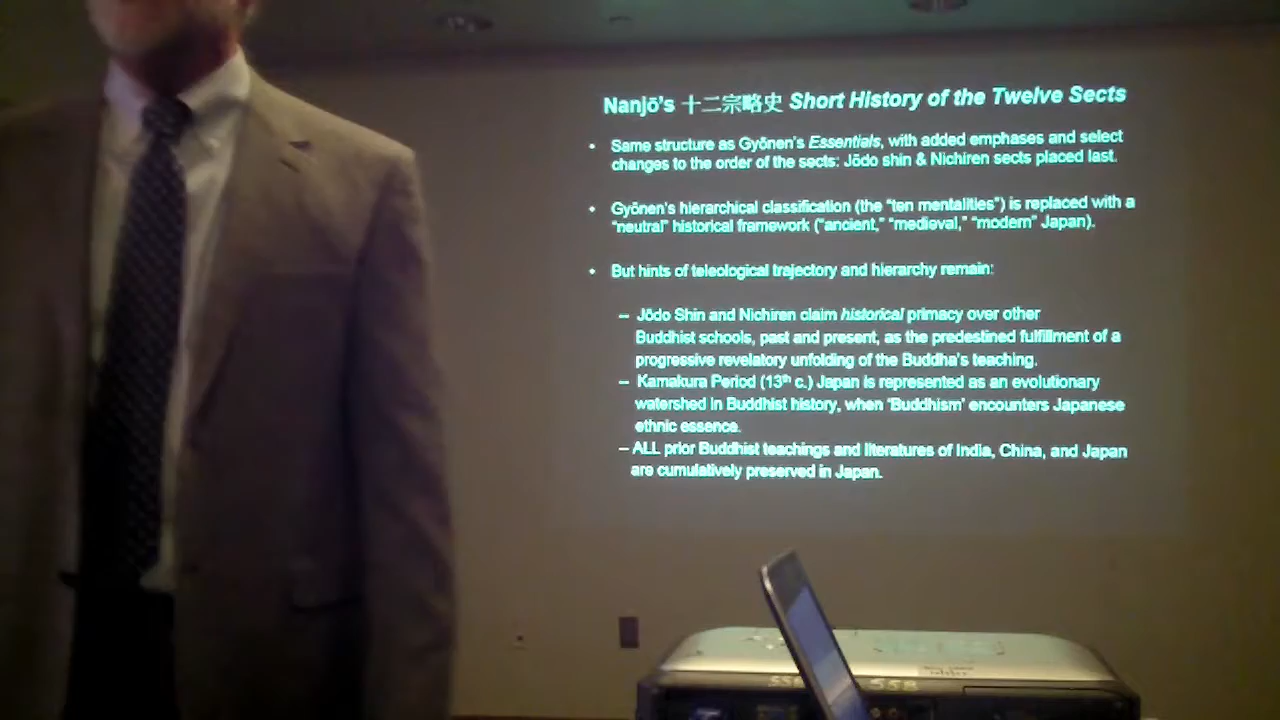 Nanjō's 十二宗略史 Short History of the Twelve Sects
• Same structure as Gyōnen's Essentials, with added emphases and select
changes to the order of the sects: Jōdo shin & Nichiren sects placed last.
• Gyōnen's hierarchical classification (the “ten mentalities”) is replaced with a
“neutral” historical framework (“ancient,” “medieval,” “modern” Japan).
• But hints of teleological trajectory and hierarchy remain:
– Jōdo Shin and Nichiren claim historical primacy over other
Buddhist schools, past and present, as the predestined fulfillment of a
progressive revelatory unfolding of the Buddha's teaching.
– Kamakura Period (13th c.) Japan is represented as an evolutionary
watershed in Buddhist history, when ‘Buddhism’ encounters Japanese
ethnic essence.
– ALL prior Buddhist teachings and literatures of India, China, and Japan
are cumulatively preserved in Japan.
SSB